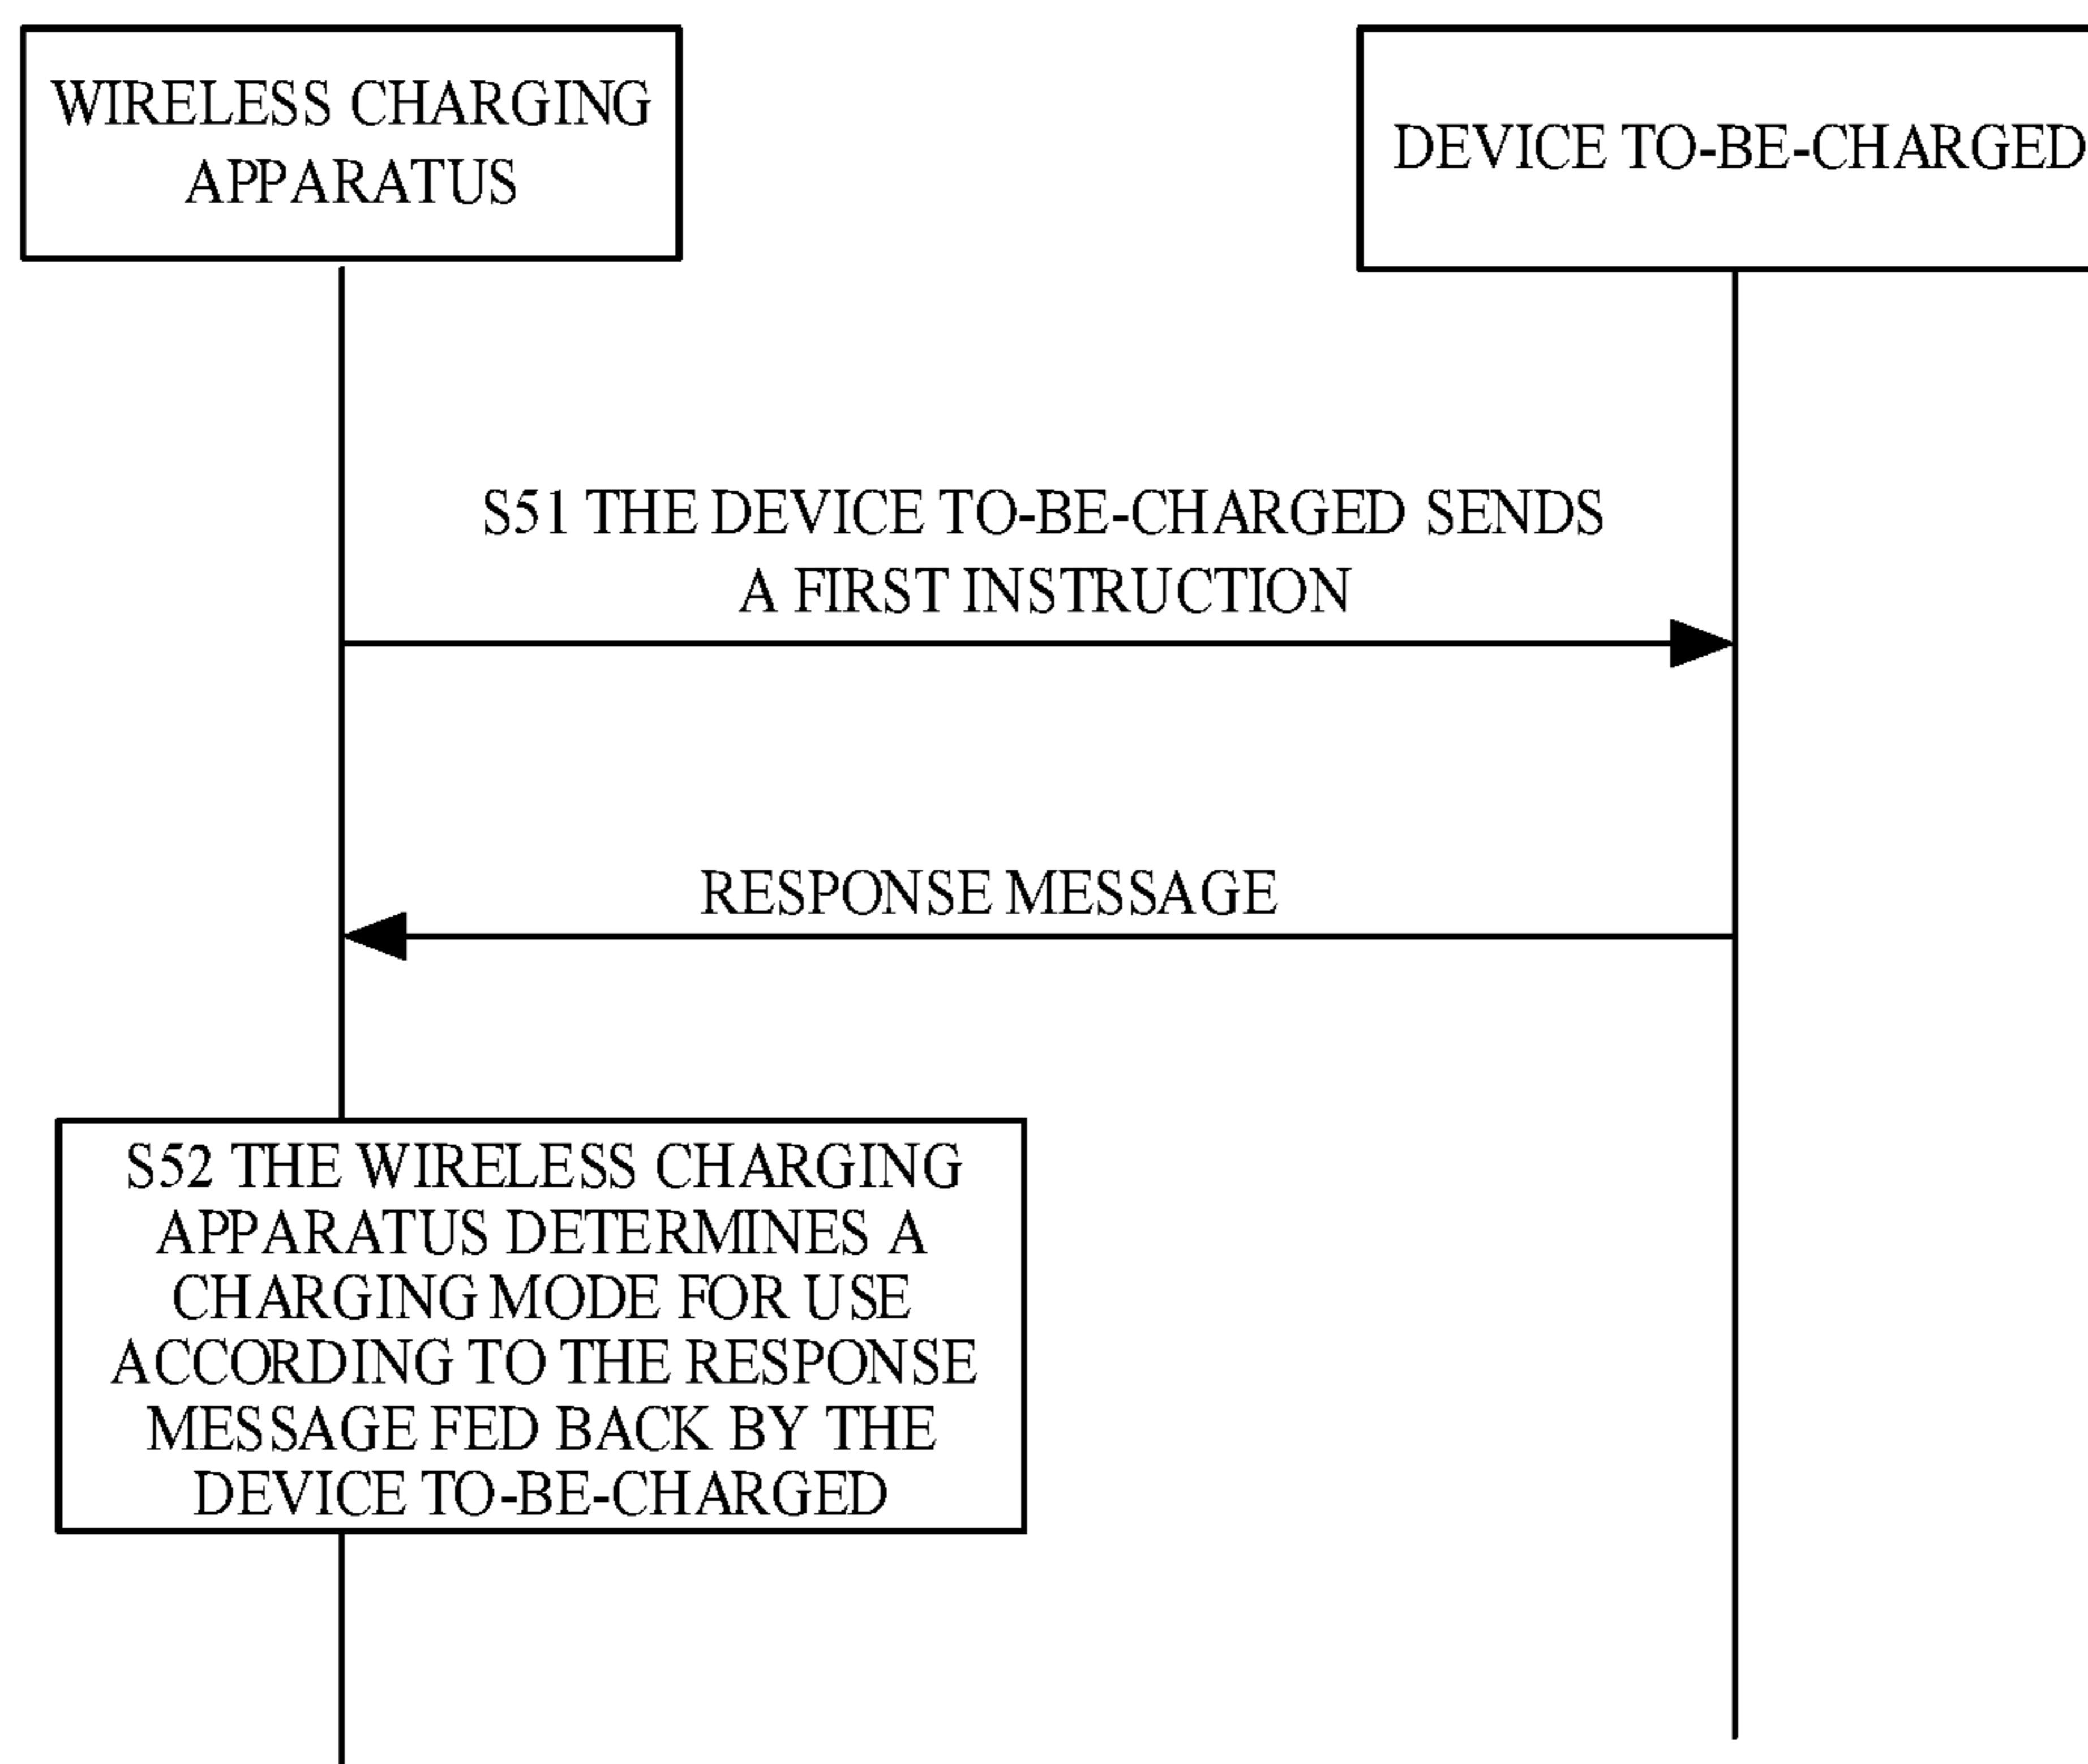 WIRELESS CHARGING
APPARATUS
DEVICE TO-BE-CHARGED
S51 THE DEVICE TO-BE-CHARGED SENDS
A FIRST INSTRUCTION
RESPONSE MESSAGE
S52 THE WIRELESS CHARGING
APPARATUS DETERMINES A
CHARGING MODE FOR USE
ACCORDING TO THE RESPONSE
MESSAGE FED BACK BY THE
DEVICE TO-BE-CHARGED